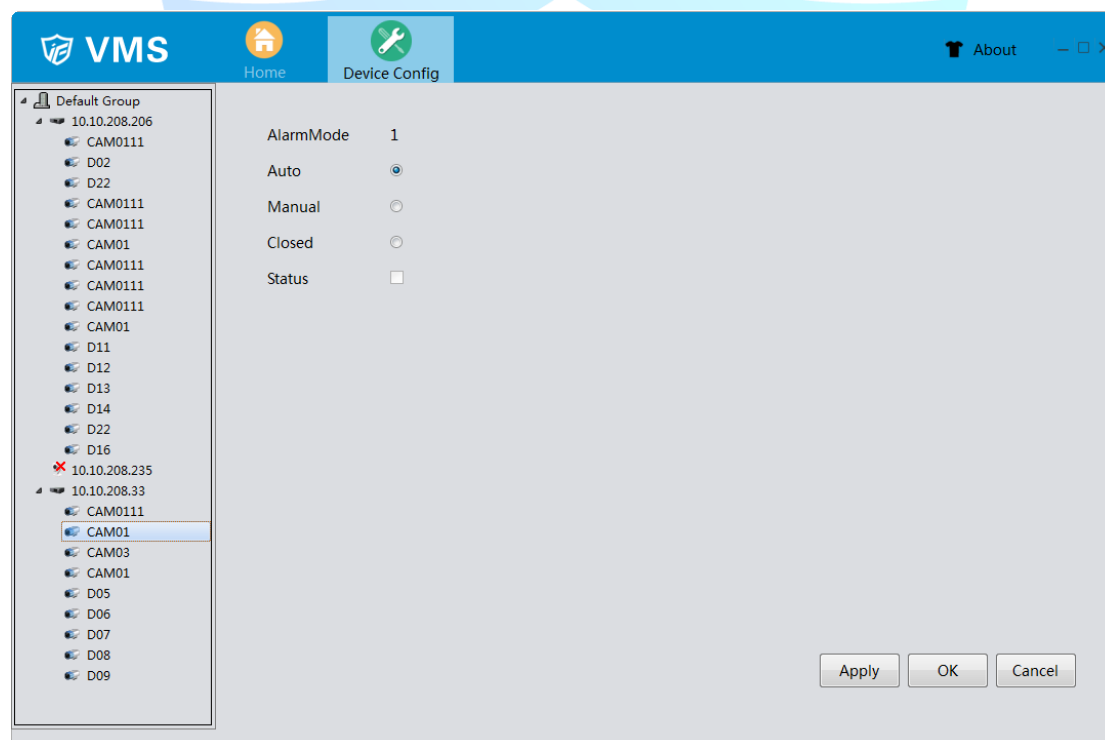 VMS
Home
Device Config
About
Default Group
10.10.208.206
CAM0111
D02
D22
CAM0111
CAM0111
CAM01
CAM0111
CAM0111
CAM0111
CAM01
D11
D12
D13
D14
D22
D16
10.10.208.235
10.10.208.33
CAM0111
CAM01
CAM03
CAM01
D05
D06
D07
D08
D09
AlarmMode 1
Auto
Manual
Closed
Status
Apply OK Cancel